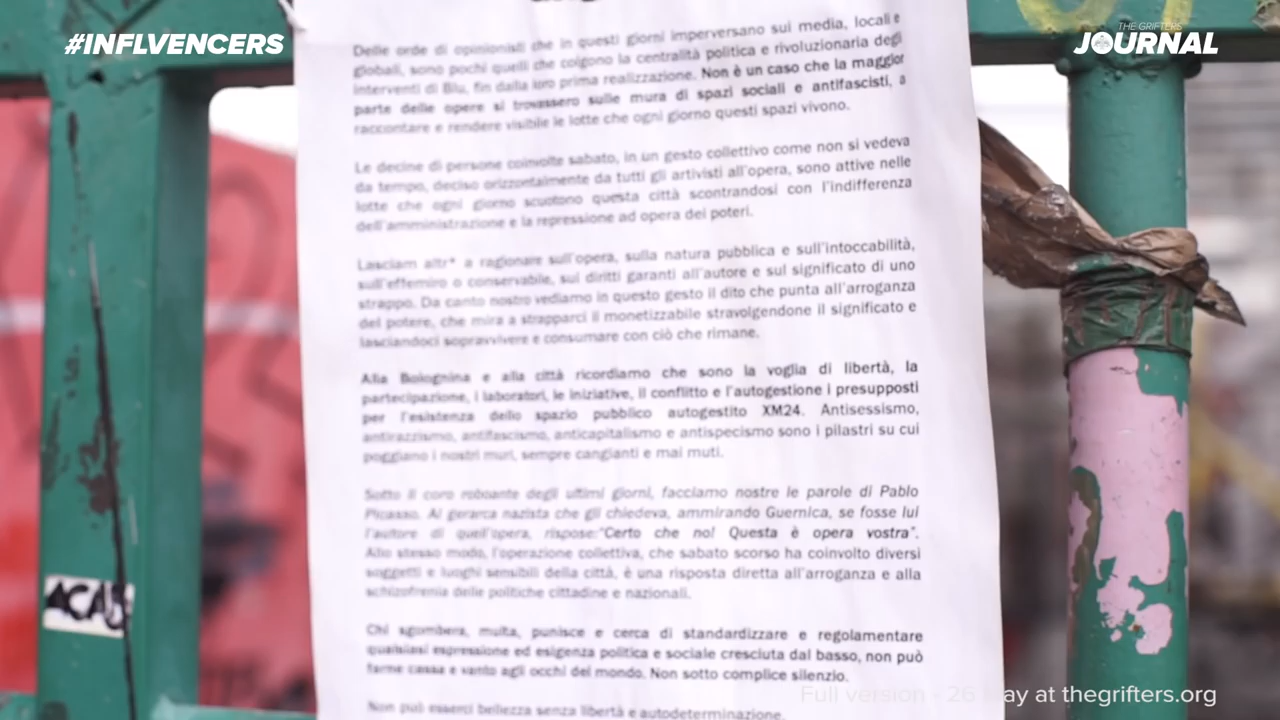 #INFLVENCERS
THE GRIFTERS
JOURNAL
Delle orde di opinionisti che in questi giorni imperversano sui media, locali e
globali, sono pochi quelli che colgono la centralità politica e rivoluzionaria degli
interventi di Blu, fin dalla loro prima realizzazione. Non è un caso che la maggior
parte delle opere si trovassero sulle mura di spazi sociali e antifascisti, a
raccontare e rendere visibile le lotte che ogni giorno questi spazi vivono.
Le decine di persone coinvolte sabato, in un gesto collettivo come non si vedeva
da tempo, deciso orizzontalmente da tutti gli artivisti all'opera, sono attive nelle
lotte che ogni giorno scuotono questa città scontrandosi con l'indifferenza
dell'amministrazione e la repressione ad opera dei poteri.
Lasciam altr* a ragionare sull'opera, sulla natura pubblica e sull'intoccabilità,
sull'effemiro o conservabile, sui diritti garanti all'autore e sul significato di uno
strappo. Da canto nostro vediamo in questo gesto il dito che punta all'arroganza
del potere, che mira a strapparci il monetizzabile stravolgendone il significato e
lasciandoci sopravvivere e consumare con ciò che rimane.
Alla Bolognina e alla città ricordiamo che sono la voglia di libertà, la
partecipazione, i laboratori, le iniziative, il conflitto e l'autogestione i presupposti
per l'esistenza dello spazio pubblico autogestito XM24. Antisessismo,
antirazzismo, antifascismo, anticapitalismo e antispecismo sono i pilastri su cui
poggiano i nostri muri, sempre cangianti e mai muti.
Sotto il coro roboante degli ultimi giorni, facciamo nostre le parole di Pablo
Picasso. Al gerarca nazista che gli chiedeva, ammirando Guernica, se fosse lui
l'autore di quell'opera, rispose:"Certo che no! Questa è opera vostra".
Allo stesso modo, l'operazione collettiva, che sabato scorso ha coinvolto diversi
soggetti e luoghi sensibili della città, è una risposta diretta all'arroganza e alla
schizofrenia delle politiche cittadine e nazionali.
Chi sgombera, multa, punisce e cerca di standardizzare e regolamentare
qualsiasi espressione ed esigenza politica e sociale cresciuta dal basso, non può
farne cassa e vanto agli occhi del mondo. Non sotto complice silenzio.
Non può esserci bellezza senza libertà e autodeterminazione.
ACAB
Full version - 26 May at thegrifters.org